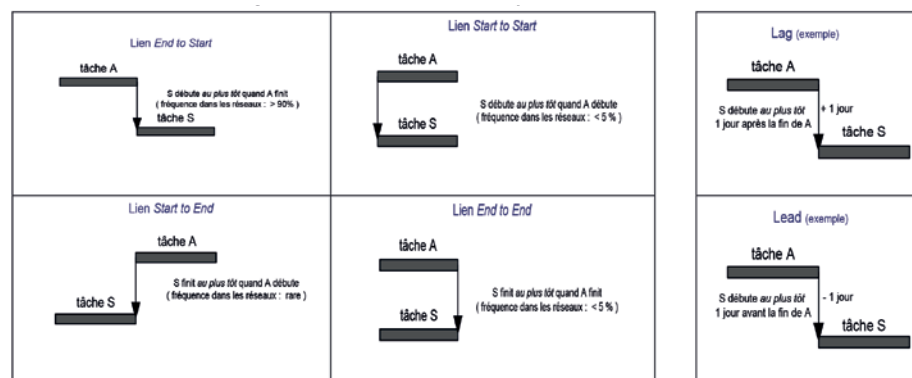 Lien End to Start
tâche A
S débute au plus tôt quand A finit
( fréquence dans les réseaux : > 90% )
tâche S
Lien Start to Start
tâche A
S débute au plus tôt quand A débute
( fréquence dans les réseaux : < 5 % )
tâche S
Lien Start to End
tâche A
S finit au plus tôt quand A débute
( fréquence dans les réseaux : rare )
tâche S
Lien End to End
tâche A
S finit au plus tôt quand A finit
( fréquence dans les réseaux : < 5 % )
tâche S
Lag (exemple)
tâche A
S débute au plus tôt
1 jour après la fin de A
+ 1 jour
tâche S
Lead (exemple)
tâche A
S débute au plus tôt
1 jour avant la fin de A
- 1 jour
tâche S